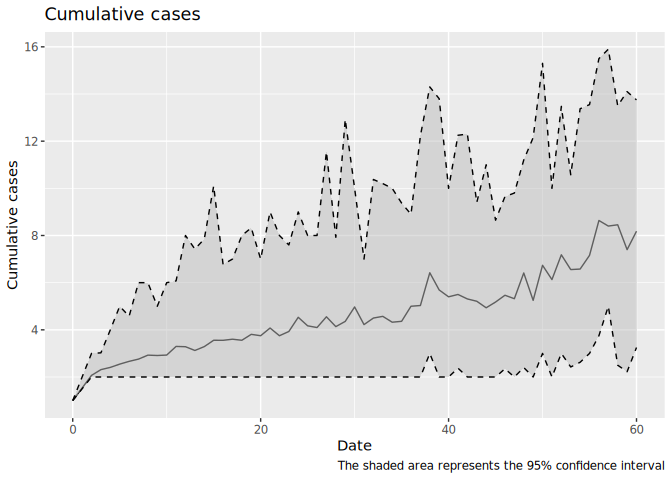 Cumulative cases
16
12
8
4
Cumulative cases
0
20
40
60
Date
The shaded area represents the 95% confidence interval